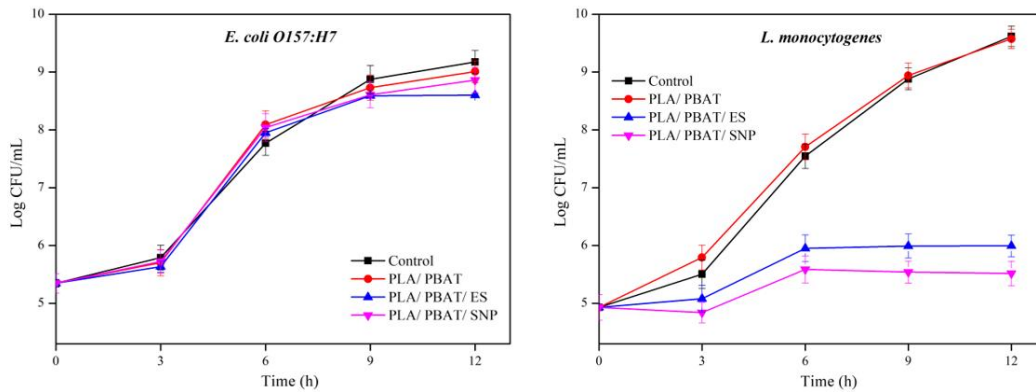 E. coli O157:H7
10
9
8
7
6
5
Log CFU/mL
Control
PLA/ PBAT
PLA/ PBAT/ ES
PLA/ PBAT/ SNP
0 3 6 9 12
Time (h)
L. monocytogenes
10
9
8
7
6
5
Log CFU/mL
Control
PLA/ PBAT
PLA/ PBAT/ ES
PLA/ PBAT/ SNP
0 3 6 9 12
Time (h)